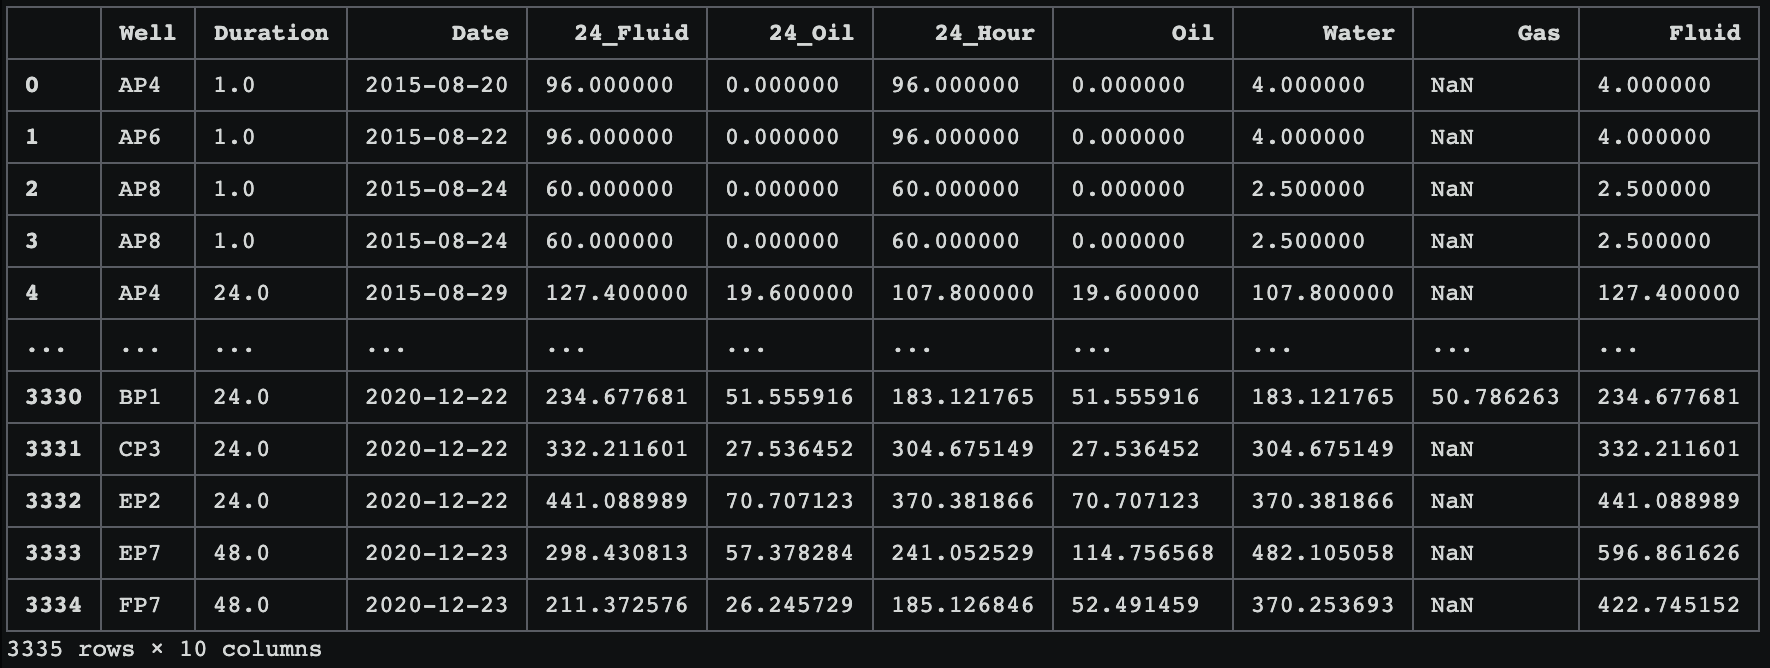 Well Duration Date 24_Fluid 24_Oil 24_Hour Oil Water Gas Fluid
0 AP4 1.0 2015-08-20 96.000000 0.000000 96.000000 0.000000 4.000000 NaN 4.000000
1 AP6 1.0 2015-08-22 96.000000 0.000000 96.000000 0.000000 4.000000 NaN 4.000000
2 AP8 1.0 2015-08-24 60.000000 0.000000 60.000000 0.000000 2.500000 NaN 2.500000
3 AP8 1.0 2015-08-24 60.000000 0.000000 60.000000 0.000000 2.500000 NaN 2.500000
4 AP4 24.0 2015-08-29 127.400000 19.600000 107.800000 19.600000 107.800000 NaN 127.400000
... ... ... ... ... ... ... ... ... ... ...
3330 BP1 24.0 2020-12-22 234.677681 51.555916 183.121765 51.555916 183.121765 50.786263 234.677681
3331 CP3 24.0 2020-12-22 332.211601 27.536452 304.675149 27.536452 304.675149 NaN 332.211601
3332 EP2 24.0 2020-12-22 441.088989 70.707123 370.381866 70.707123 370.381866 NaN 441.088989
3333 EP7 48.0 2020-12-23 298.430813 57.378284 241.052529 114.756568 482.105058 NaN 596.861626
3334 FP7 48.0 2020-12-23 211.372576 26.245729 185.126846 52.491459 370.253693 NaN 422.745152
3335 rows × 10 columns